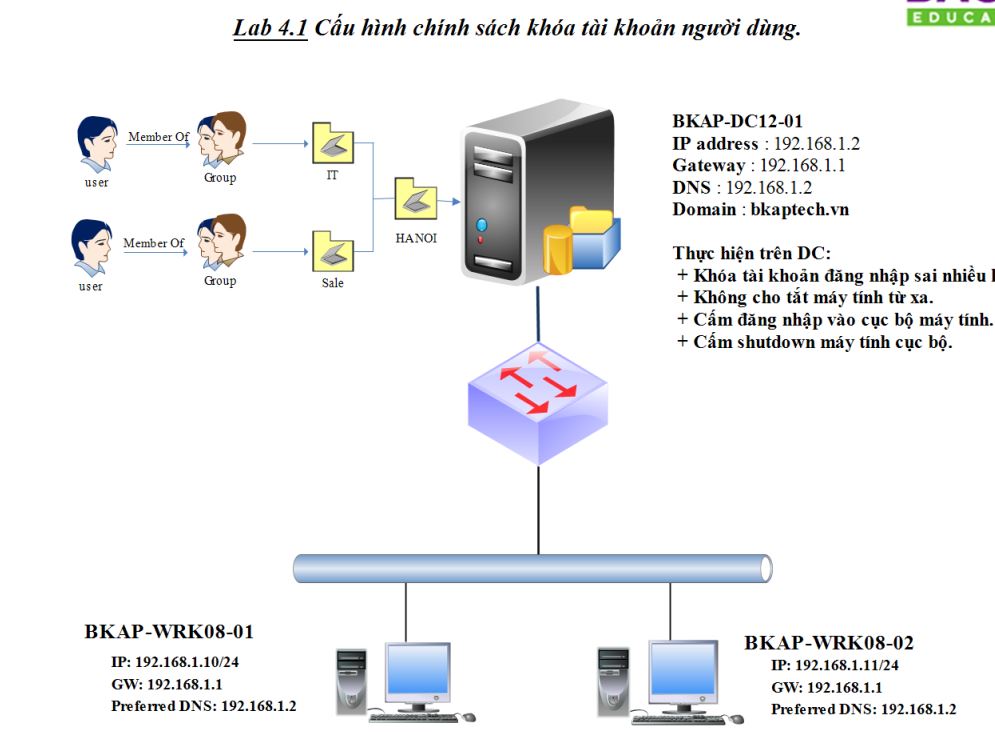 EDUCA
Lab 4.1 Cấu hình chính sách khóa tài khoản người dùng.
Member Of
user
Group
IT
HANOI
Member Of
user
Group
Sale
BKAP-DC12-01
IP address : 192.168.1.2
Gateway : 192.168.1.1
DNS : 192.168.1.2
Domain : bkaptech.vn
Thực hiện trên DC:
+ Khóa tài khoản đăng nhập sai nhiều
+ Không cho tắt máy tính từ xa.
+ Cấm đăng nhập vào cục bộ máy tính.
+ Cấm shutdown máy tính cục bộ.
BKAP-WRK08-01
IP: 192.168.1.10/24
GW: 192.168.1.1
Preferred DNS: 192.168.1.2
BKAP-WRK08-02
IP: 192.168.1.11/24
GW: 192.168.1.1
Preferred DNS: 192.168.1.2